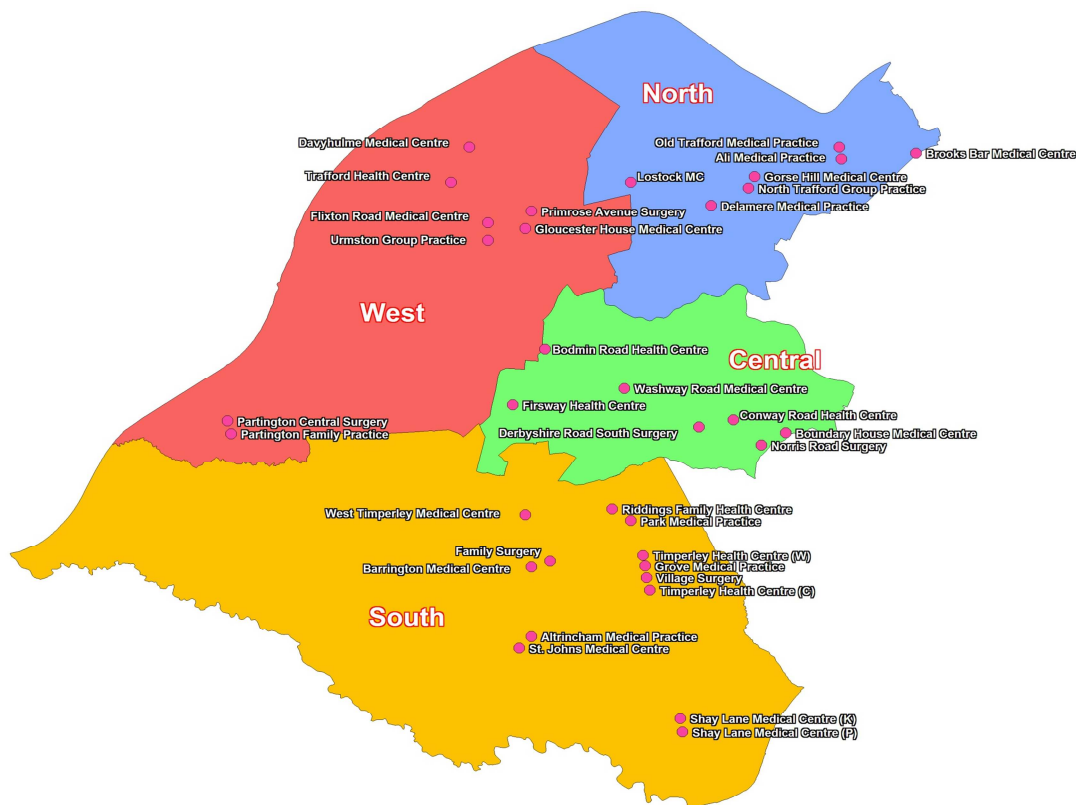 North
Davyhulme Medical Centre
Old Trafford Medical Practice
Ali Medical Practice
Brooks Bar Medical Centre
Trafford Health Centre
Lostock MC
Gorse Hill Medical Centre
North Trafford Group Practice
Delamere Medical Practice
Primrose Avenue Surgery
Flixton Road Medical Centre
Gloucester House Medical Centre
Urmston Group Practice
West
Bodmin Road Health Centre
Central
Washway Road Medical Centre
Firsway Health Centre
Conway Road Health Centre
Partington Central Surgery
Derbyshire Road South Surgery
Boundary House Medical Centre
Partington Family Practice
Norris Road Surgery
Riddings Family Health Centre
West Timperley Medical Centre
Park Medical Practice
Family Surgery
Timperley Health Centre (W)
Barrington Medical Centre
Grove Medical Practice
Village Surgery
Timperley Health Centre (C)
South
Altrincham Medical Practice
St. Johns Medical Centre
Shay Lane Medical Centre (K)
Shay Lane Medical Centre (P)